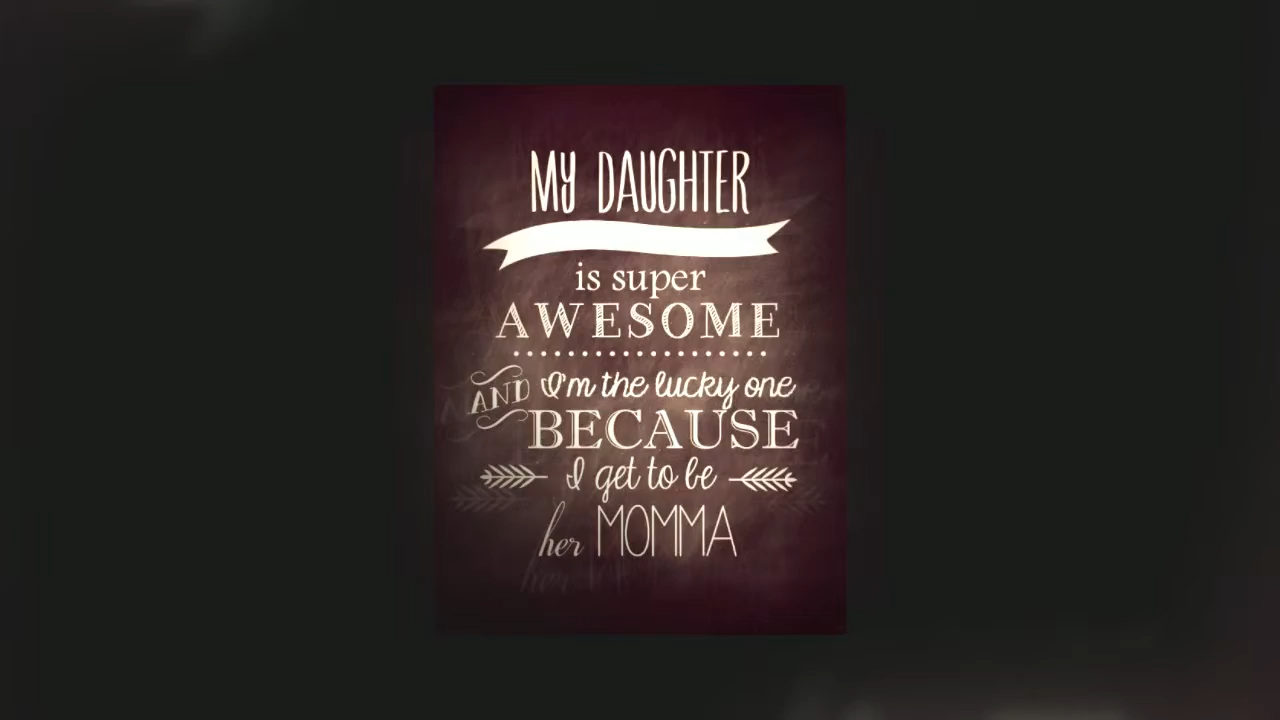 MY DAUGHTER
is super
AWESOME
AND I'm the lucky one
BECAUSE
I get to be
her MOMMA